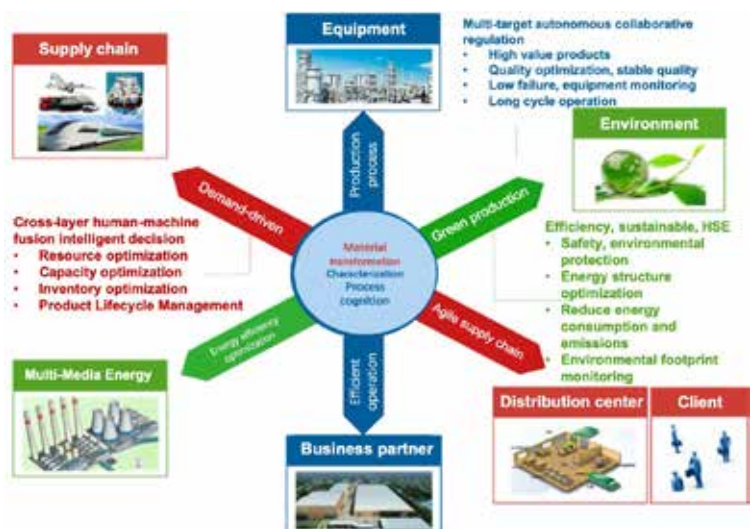 Supply chain
Equipment
Multi-target autonomous collaborative
regulation
• High value products
• Quality optimization, stable quality
• Low failure, equipment monitoring
• Long cycle operation
Environment
Production
process
Demand-driven
Green production
Cross-layer human-machine
fusion intelligent decision
• Resource optimization
• Capacity optimization
• Inventory optimization
• Product Lifecycle Management
Material
transformation
Characterization
Process
cognition
Efficiency, sustainable, HSE
• Safety, environmental
protection
• Energy structure
optimization
• Reduce energy
consumption and
emissions
• Environmental footprint
monitoring
Energy efficiency
optimization
Agile supply chain
Efficient
operation
Multi-Media Energy
Business partner
Distribution center
Client